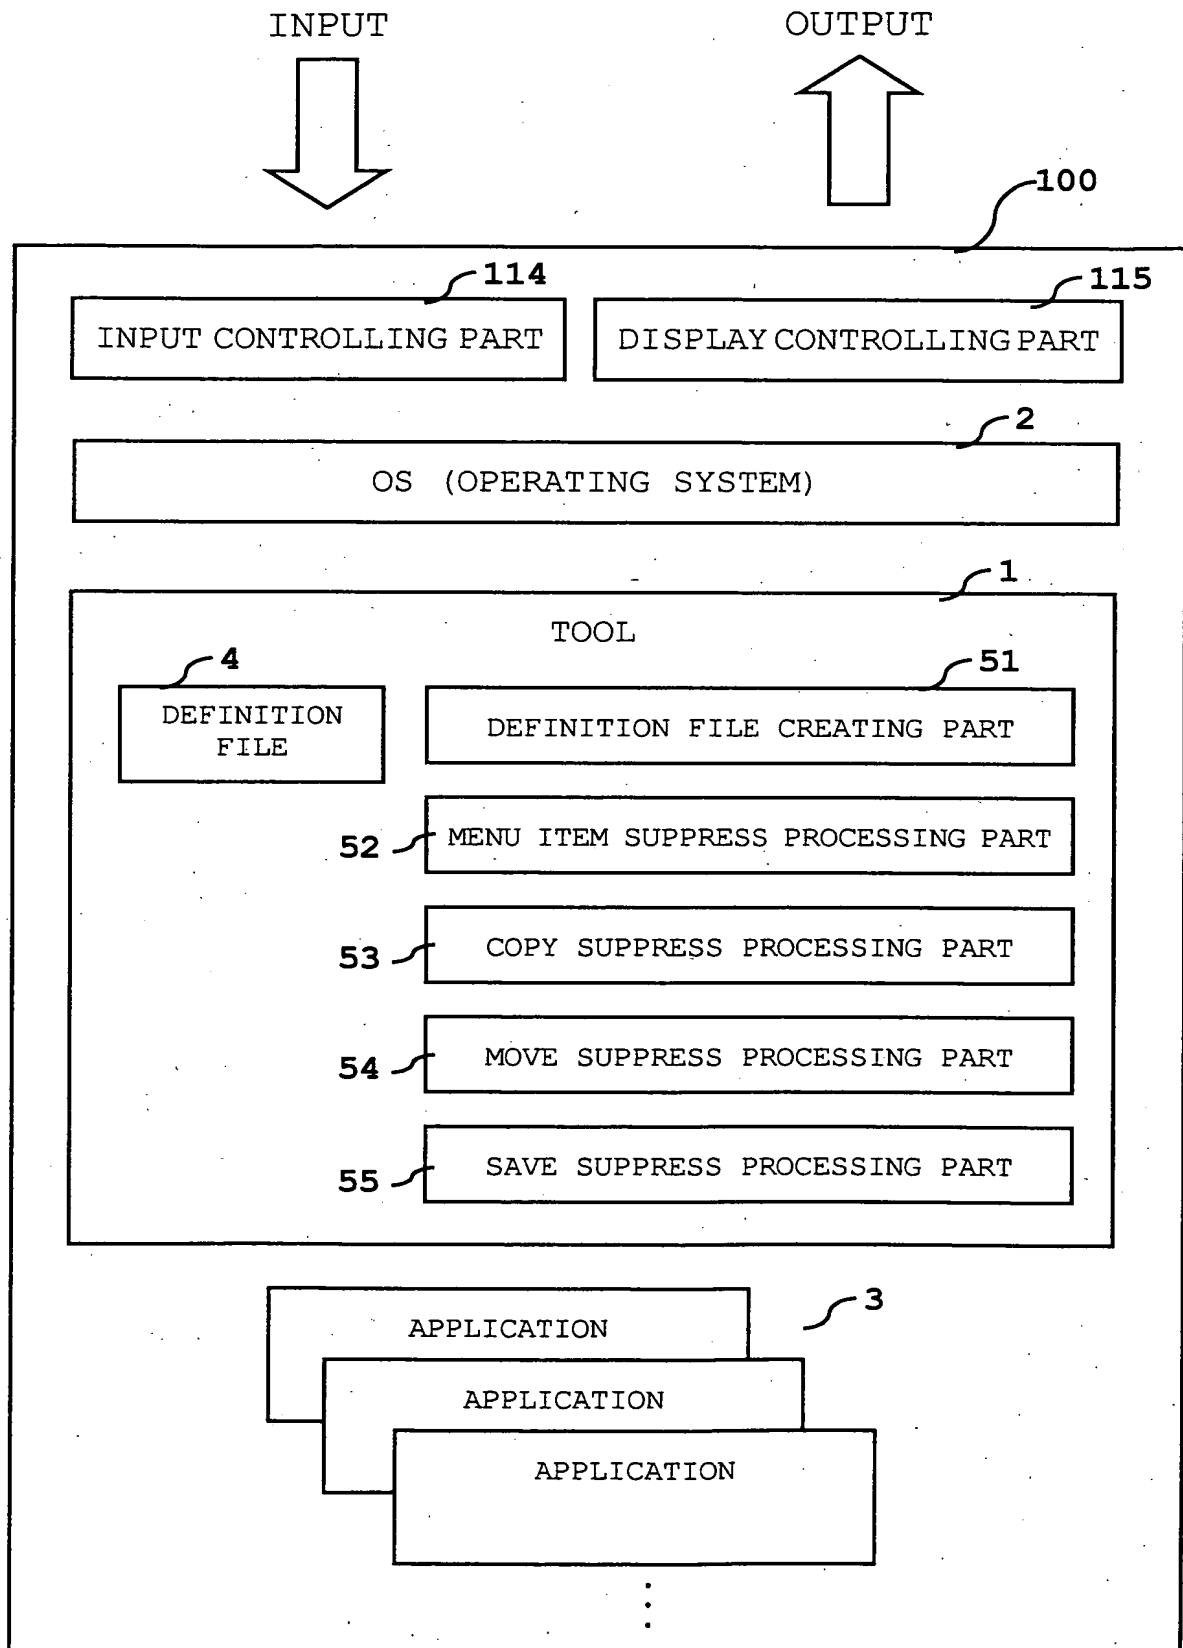 INPUT
OUTPUT
100
114
115
INPUT CONTROLLING PART
DISPLAY CONTROLLING PART
2
OS (OPERATING SYSTEM)
1
TOOL
4
51
DEFINITION
FILE
DEFINITION FILE CREATING PART
52
MENU ITEM SUPPRESS PROCESSING PART
53
COPY SUPPRESS PROCESSING PART
54
MOVE SUPPRESS PROCESSING PART
55
SAVE SUPPRESS PROCESSING PART
3
APPLICATION
APPLICATION
APPLICATION